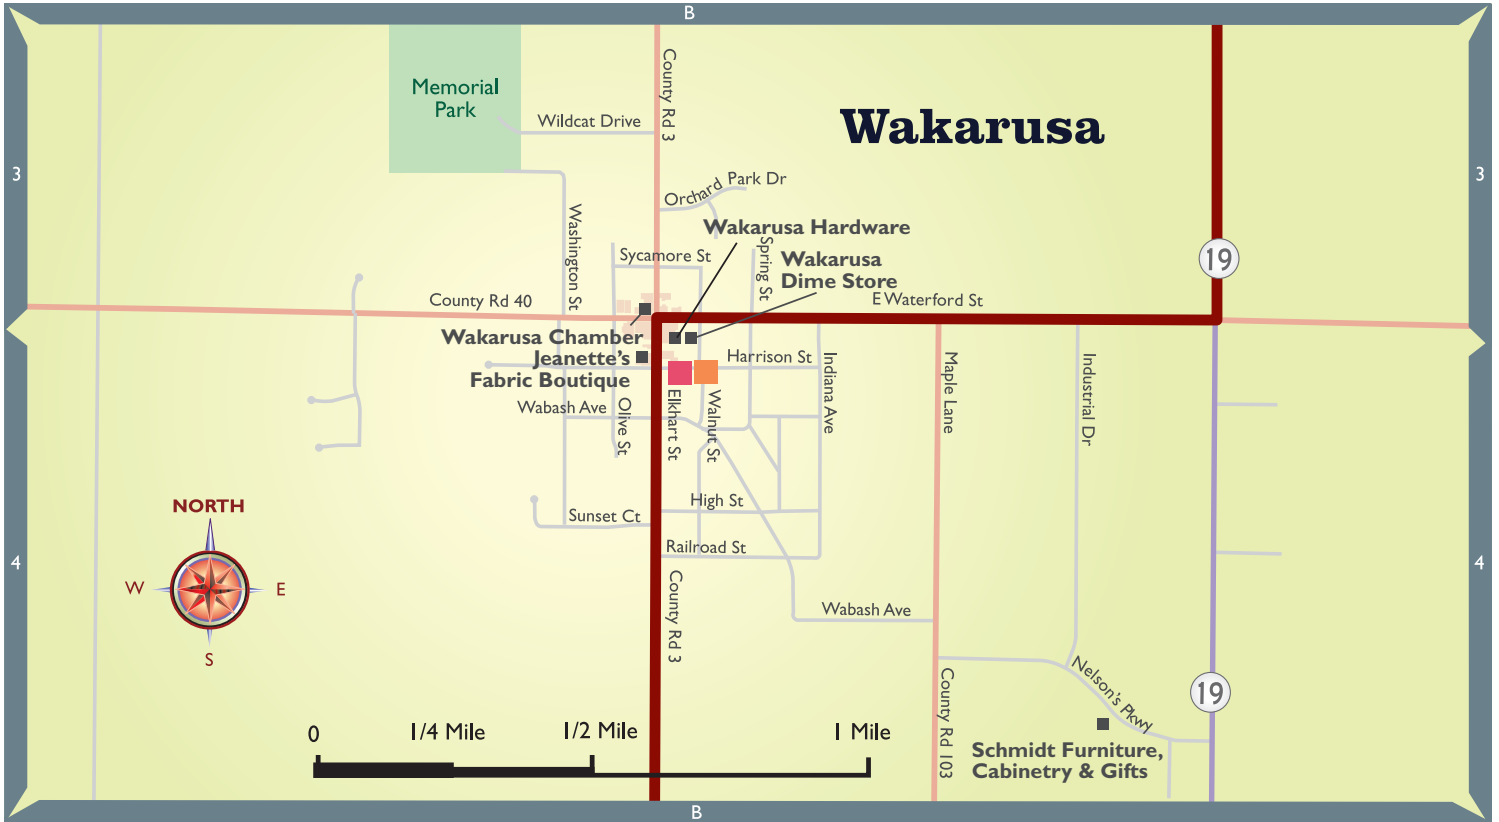 B
Memorial
Park
Wildcat Drive
County Rd 3
Wakarusa
3
3
Orchard Park Dr
Washington St
Wakarusa Hardware
Sycamore St
Spring St
Wakarusa
Dime Store
19
County Rd 40
E Waterford St
Wakarusa Chamber
Jeanette's
Fabric Boutique
Harrison St
Indiana Ave
Maple Lane
Industrial Dr
Wabash Ave
Olive St
Elkhart St
Walnut St
NORTH
W
E
S
High St
Sunset Ct
Railroad St
4
4
County Rd 3
Wabash Ave
Nelson's Pkwy
County Rd 103
19
0
1/4 Mile
1/2 Mile
1 Mile
Schmidt Furniture,
Cabinetry & Gifts
B